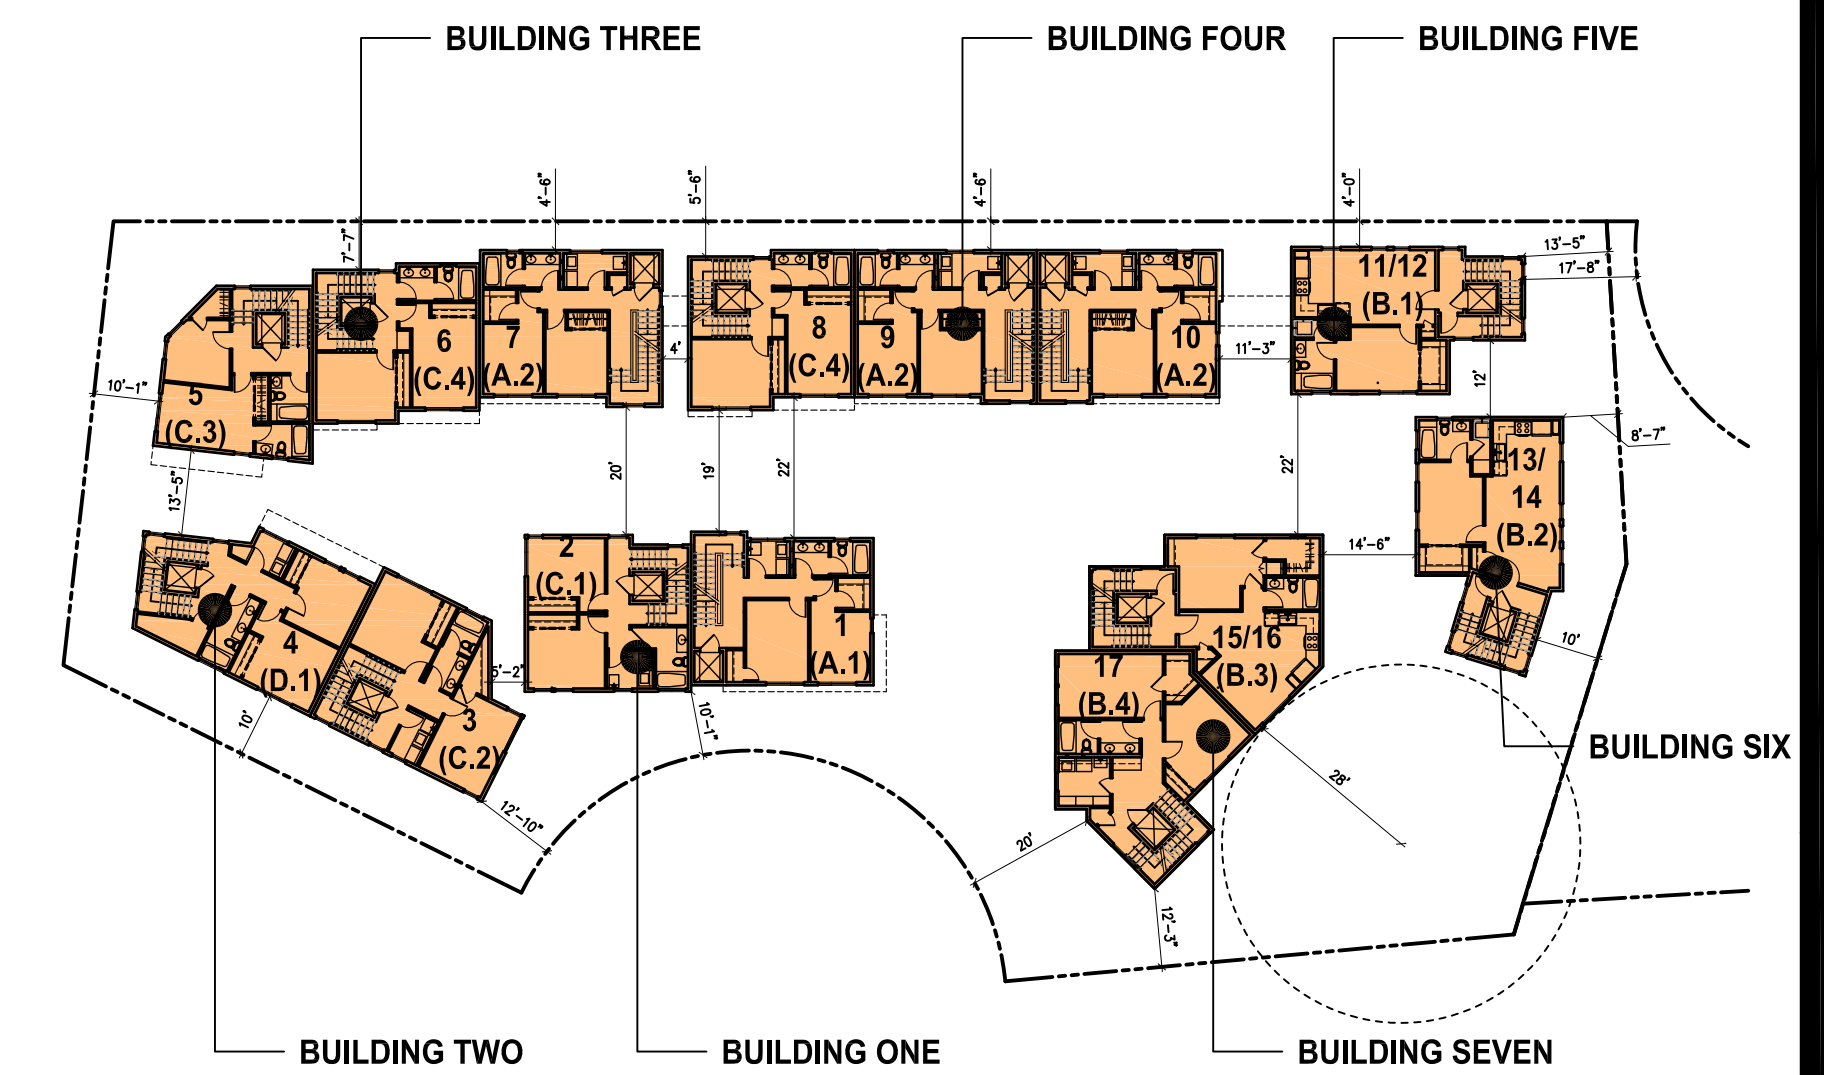 BUILDING THREE
BUILDING FOUR
BUILDING FIVE
4'-6"
5'-6"
4'-6"
4'-0"
7'-7"
13'-5"
17'-8"
11/12
(B.1)
6
(C.4)
7
(A.2)
8
(C.4)
9
(A.2)
10
(A.2)
4'
11'-3"
12'
10'-1"
5
(C.3)
8'-7"
13'-5"
20'
19'
22'
22'
13/
14
(B.2)
2
(C.1)
14'-6"
4
(D.1)
1
(A.1)
15/16
(B.3)
10'
5'-2"
17
(B.4)
10'
3
(C.2)
10'-1"
BUILDING SIX
28'
12'-10"
20'
12'-3"
BUILDING TWO
BUILDING ONE
BUILDING SEVEN